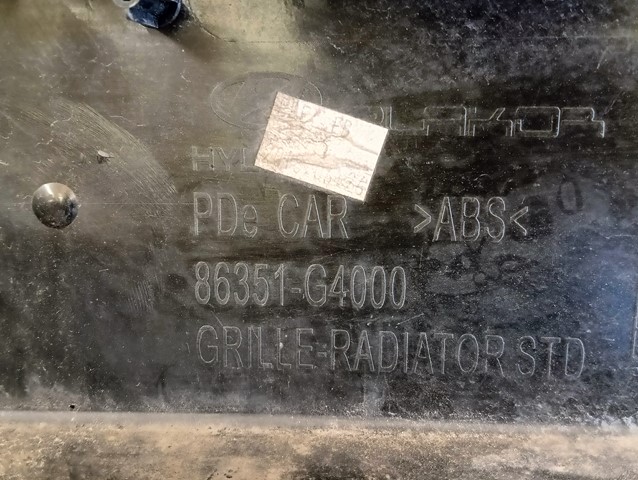 PDe CAR >ABS<
86351-G4000
GRILLE-RADIATOR STD